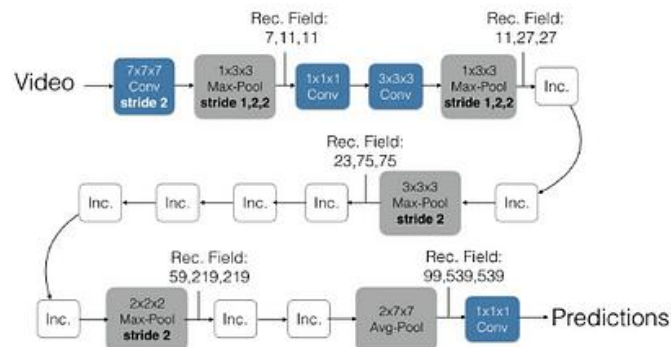 Rec. Field:
7,11,11
Rec. Field:
11,27,27
Video
7x7x7
Conv
stride 2
1x3x3
Max-Pool
stride 1,2,2
1x1x1
Conv
3x3x3
Conv
1x3x3
Max-Pool
stride 1,2,2
Inc.
Rec. Field:
23,75,75
Inc.
Inc.
Inc.
Inc.
3x3x3
Max-Pool
stride 2
Inc.
Rec. Field:
59,219,219
Rec. Field:
99,539,539
Inc.
2x2x2
Max-Pool
stride 2
Inc.
Inc.
2x7x7
Avg-Pool
1x1x1
Conv
Predictions